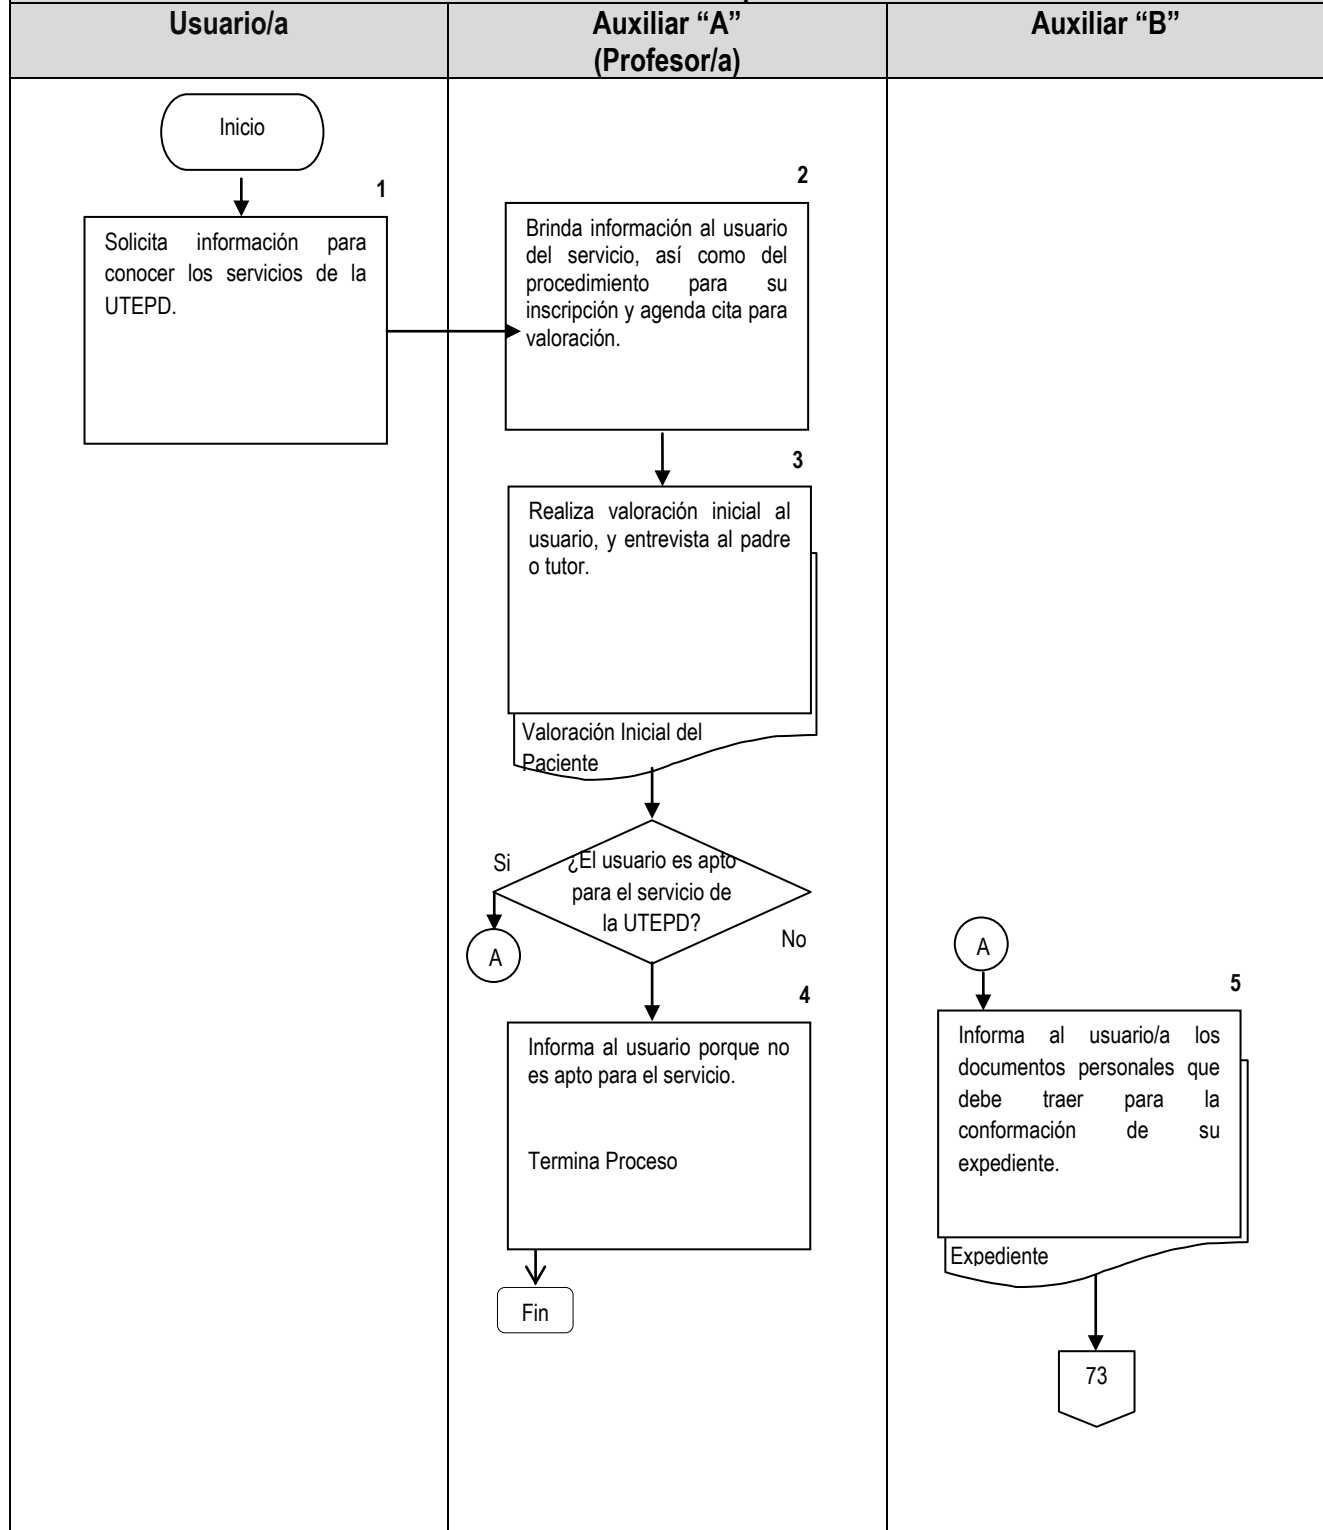 Usuario/a
Auxiliar “A”
(Profesor/a)
Auxiliar “B”
Inicio
1
Solicita información para
conocer los servicios de la
UTEPD.
2
Brinda información al usuario
del servicio, así como del
procedimiento para su
inscripción y agenda cita para
valoración.
3
Realiza valoración inicial al
usuario, y entrevista al padre
o tutor.
Valoración Inicial del
Paciente
Si
¿El usuario es apto
para el servicio de
la UTEPD?
No
A
4
Informa al usuario porque no
es apto para el servicio.
Termina Proceso
Fin
A
5
Informa al usuario/a los
documentos personales que
debe traer para la
conformación de su
expediente.
Expediente
73